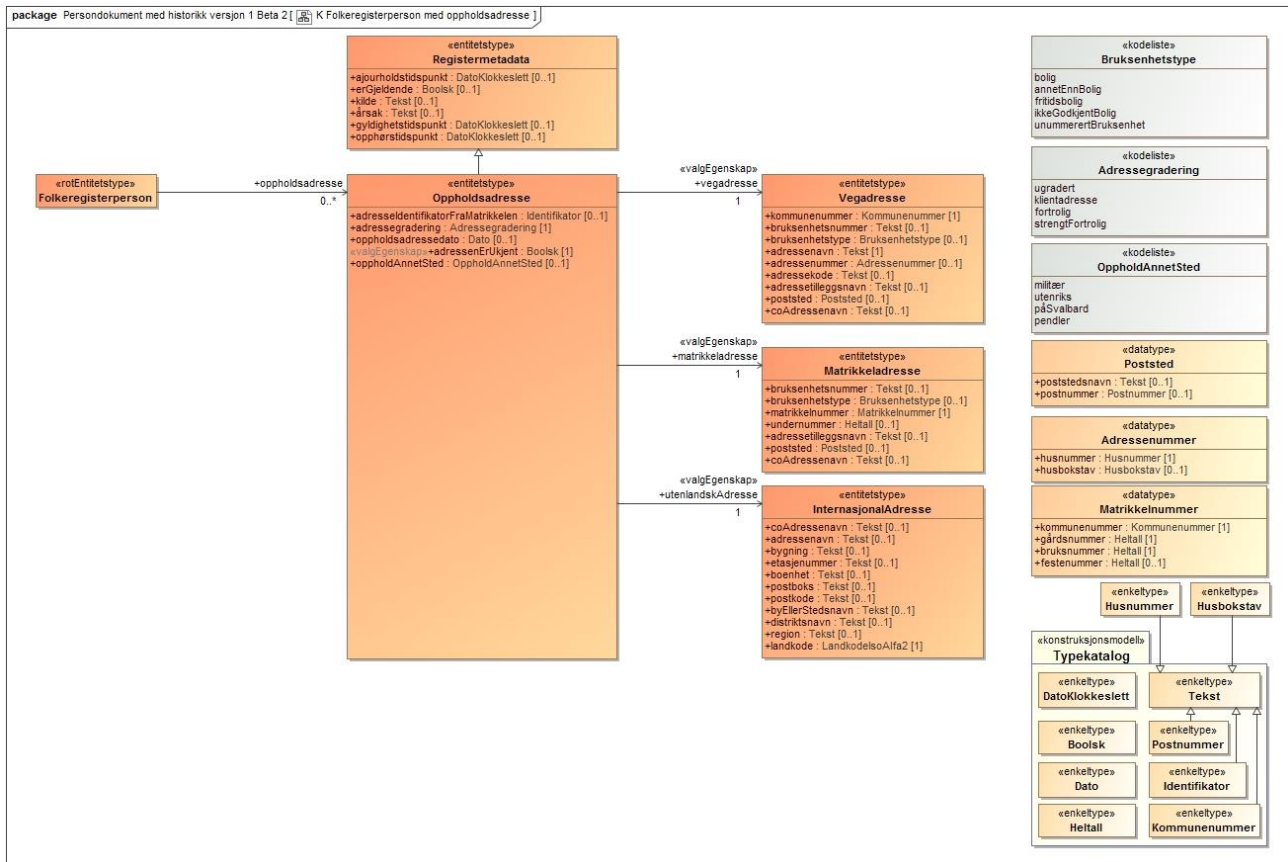 package Persondokument med historikk versjon 1 Beta 2 [ K Folkeregisterperson med oppholdsadresse ]
«entitetstype»
Registermetadata
+ajourholdstidspunkt : DatoKlokkeslett [0..1]
+erGjeldende : Boolsk [0..1]
+kilde : Tekst [0..1]
+årsak : Tekst [0..1]
+gyldighetstidspunkt : DatoKlokkeslett [0..1]
+opphørstidspunkt : DatoKlokkeslett [0..1]
«rotEntitetstype»
Folkeregisterperson
+oppholdsadresse
0..*
«entitetstype»
Oppholdsadresse
+adresseIdentifikatorFraMatrikkelen : Identifikator [0..1]
+adressegradering : Adressegradering [1]
+oppholdsadressedato : Dato [0..1]
«valgEgenskap»+adressenErUkjent : Boolsk [1]
+oppholdAnnetSted : OppholdAnnetSted [0..1]
«valgEgenskap»
+vegadresse
1
«entitetstype»
Vegadresse
+kommunenummer : Kommunenummer [1]
+bruksenhetsnummer : Tekst [0..1]
+bruksenhetstype : Bruksenhetstype [0..1]
+adressenavn : Tekst [1]
+adressenummer : Adressenummer [0..1]
+adressekode : Tekst [0..1]
+adressetilleggsnavn : Tekst [0..1]
+poststed : Poststed [0..1]
+coAdressenavn : Tekst [0..1]
«valgEgenskap»
+matrikkeladresse
1
«entitetstype»
Matrikkeladresse
+bruksenhetsnummer : Tekst [0..1]
+bruksenhetstype : Bruksenhetstype [0..1]
+matrikkelnummer : Matrikkelnummer [1]
+undernummer : Heltall [0..1]
+adressetilleggsnavn : Tekst [0..1]
+poststed : Poststed [0..1]
+coAdressenavn : Tekst [0..1]
«valgEgenskap»
+utenlandskAdresse
1
«entitetstype»
InternasjonalAdresse
+coAdressenavn : Tekst [0..1]
+adressenavn : Tekst [0..1]
+bygning : Tekst [0..1]
+etasjenummer : Tekst [0..1]
+boenhet : Tekst [0..1]
+postboks : Tekst [0..1]
+postkode : Tekst [0..1]
+byEllerStedsnavn : Tekst [0..1]
+distriktsnavn : Tekst [0..1]
+region : Tekst [0..1]
+landkode : LandkodeIsoAlfa2 [1]
«kodeliste»
Bruksenhetstype
bolig
annetEnnBolig
fritidsbolig
ikkeGodkjentBolig
unummerertBruksenhet
«kodeliste»
Adressegradering
ugradert
klientadresse
fortrolig
strengtFortrolig
«kodeliste»
OppholdAnnetSted
militær
utenriks
påSvalbard
pendler
«datatype»
Poststed
+poststedsnavn : Tekst [0..1]
+postnummer : Postnummer [0..1]
«datatype»
Adressenummer
+husnummer : Husnummer [1]
+husbokstav : Husbokstav [0..1]
«datatype»
Matrikkelnummer
+kommunenummer : Kommunenummer [1]
+gårdsnummer : Heltall [1]
+bruksnummer : Heltall [1]
+festenummer : Heltall [0..1]
«enkeltype»
Husnummer
«enkeltype»
Husbokstav
«konstruksjonsmodell»
Typekatalog
«enkeltype»
DatoKlokkeslett
«enkeltype»
Tekst
«enkeltype»
Boolsk
«enkeltype»
Postnummer
«enkeltype»
Dato
«enkeltype»
Identifikator
«enkeltype»
Heltall
«enkeltype»
Kommunenummer